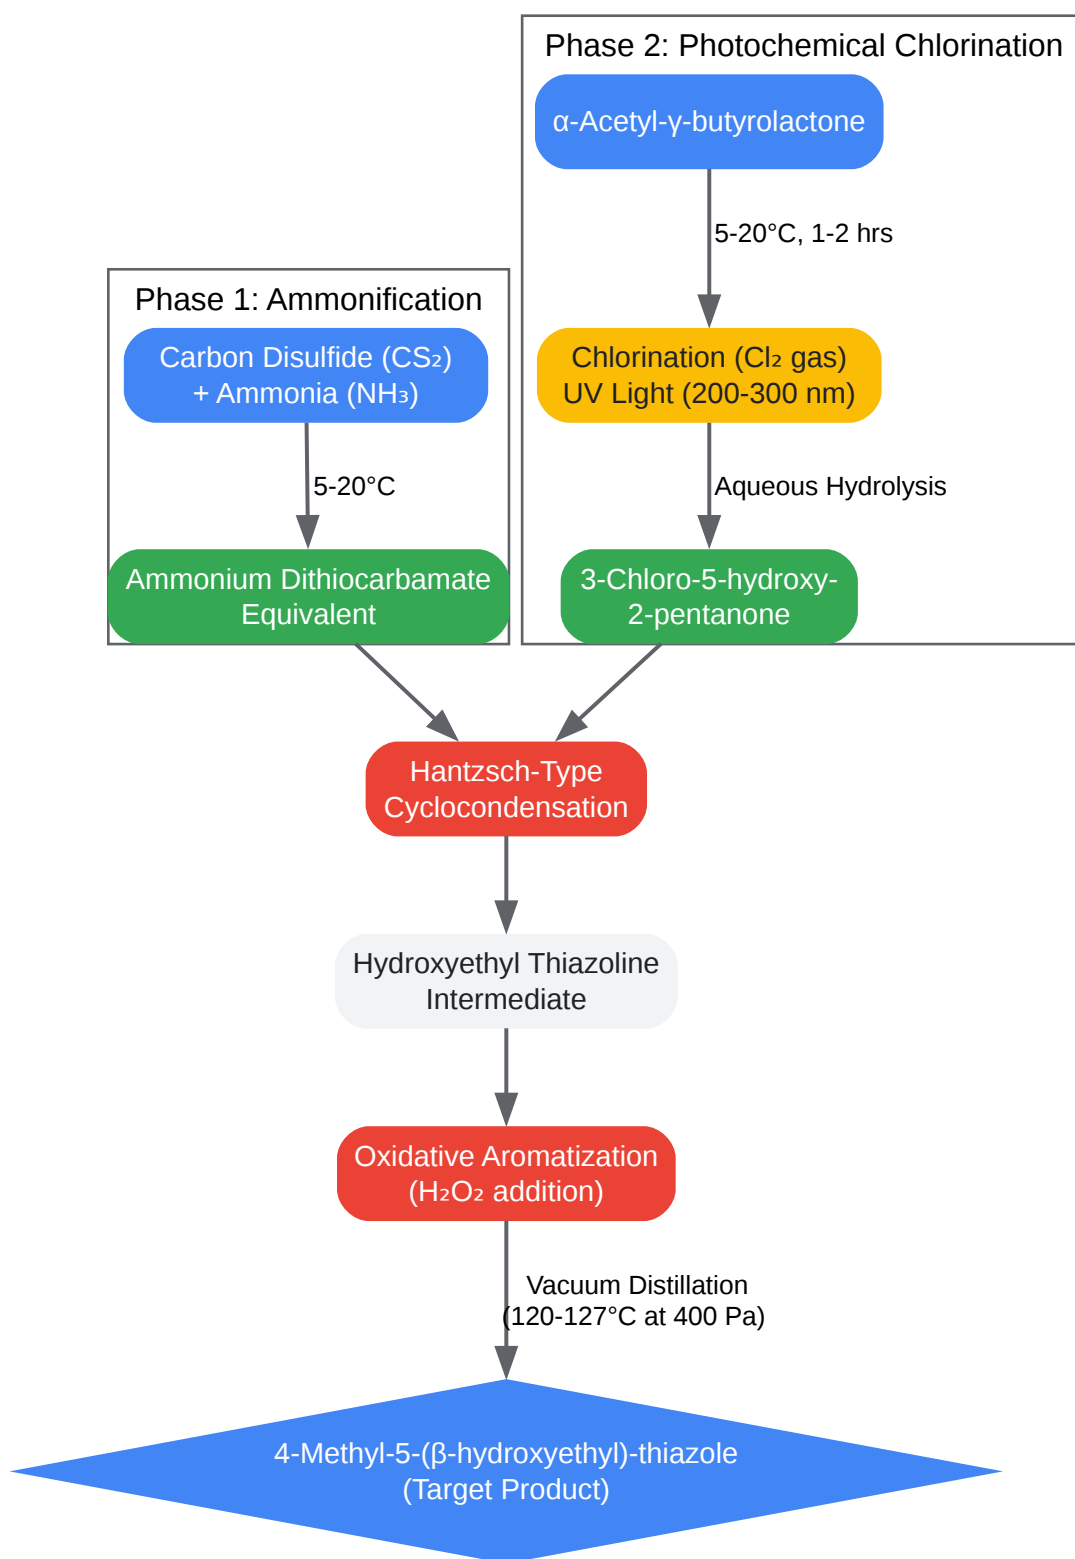 Phase 2: Photochemical Chlorination
α-Acetyl-γ-butyrolactone
5-20°C, 1-2 hrs
Phase 1: Ammonification
Carbon Disulfide (CS₂)
+ Ammonia (NH₃)
Chlorination (Cl₂ gas)
UV Light (200-300 nm)
5-20°C
Aqueous Hydrolysis
Ammonium Dithiocarbamate
Equivalent
3-Chloro-5-hydroxy-
2-pentanone
Hantzsch-Type
Cyclocondensation
Hydroxyethyl Thiazoline
Intermediate
Oxidative Aromatization
(H₂O₂ addition)
Vacuum Distillation
(120-127°C at 400 Pa)
4-Methyl-5-(β-hydroxyethyl)-thiazole
(Target Product)